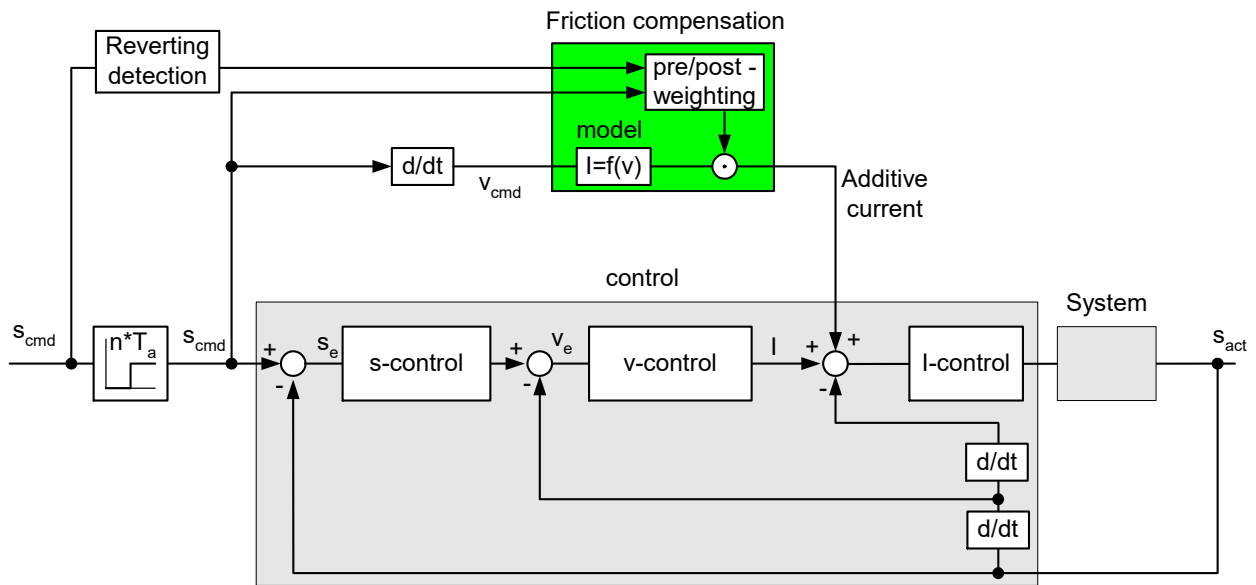 Friction compensation
Reverting
detection
pre/post -
weighting
model
d/dt
I=f(v)
v_cmd
Additive
current
control
System
s_cmd
n*T_a
s_cmd
+
-
s_e
s-control
+
-
v_e
v-control
I
+
+
-
I-control
s_act
d/dt
d/dt